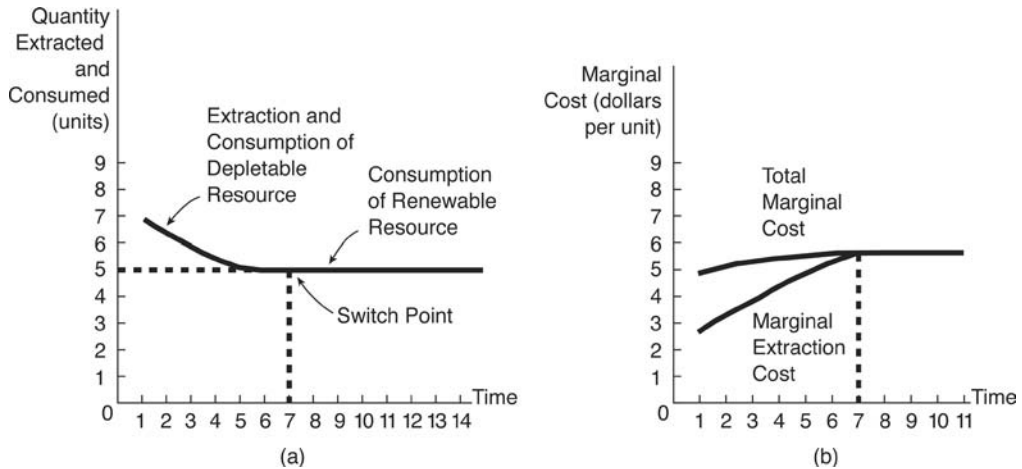 Quantity
Extracted
and
Consumed
(units)
Extraction and
Consumption of
Depletable
Resource
Consumption
of Renewable
Resource
9
8
7
6
5
4
3
2
1
0
Switch Point
1 2 3 4 5 6 7 8 9 10 11 12 13 14
Time
(a)
Marginal
Cost (dollars
per unit)
9
8
7
6
5
4
3
2
1
0
Total
Marginal
Cost
Marginal
Extraction
Cost
1 2 3 4 5 6 7 8 9 10 11
Time
(b)